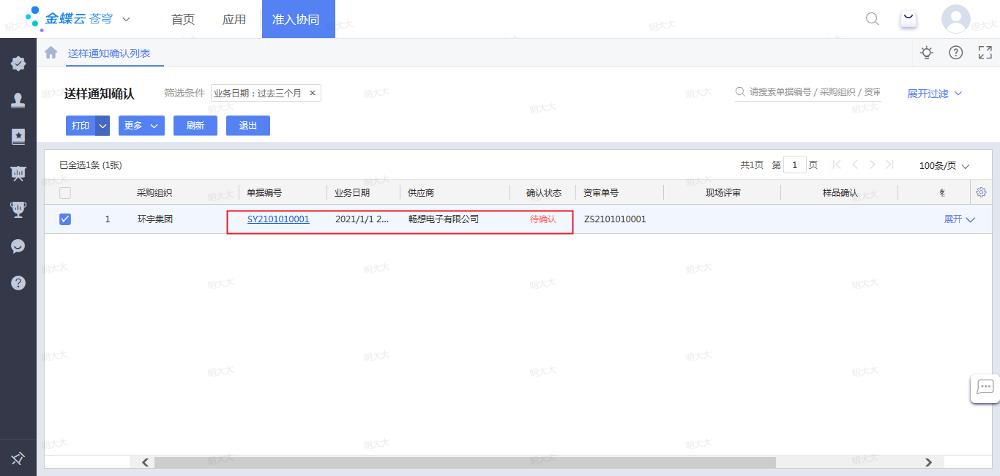 金蝶云 苍穹 首页 应用 准入协同
送样通知确认列表
送样通知确认 筛选条件 业务日期：过去三个月 × 请搜索单据编号 / 采购组织 / 资审 展开过滤
打印 更多 刷新 退出
已全选1条 (1张) 共1页 第 1 页 100条/页
采购组织 单据编号 业务日期 供应商 确认状态 资审单号 现场评审 样品确认
1 环宇集团 SY2101010001 2021/1/1 2... 畅想电子有限公司 待确认 ZS2101010001 展开
明大大